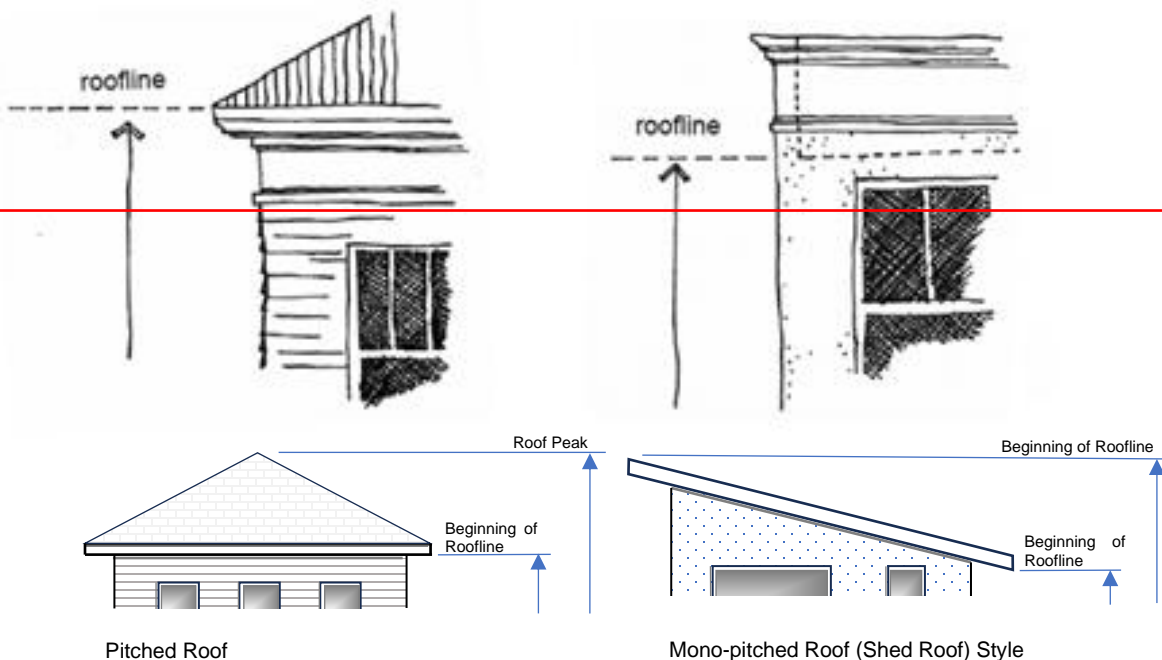 roofline
roofline
Roof Peak
Beginning of Roofline
Beginning of
Roofline
Beginning of
Roofline
Pitched Roof
Mono-pitched Roof (Shed Roof) Style